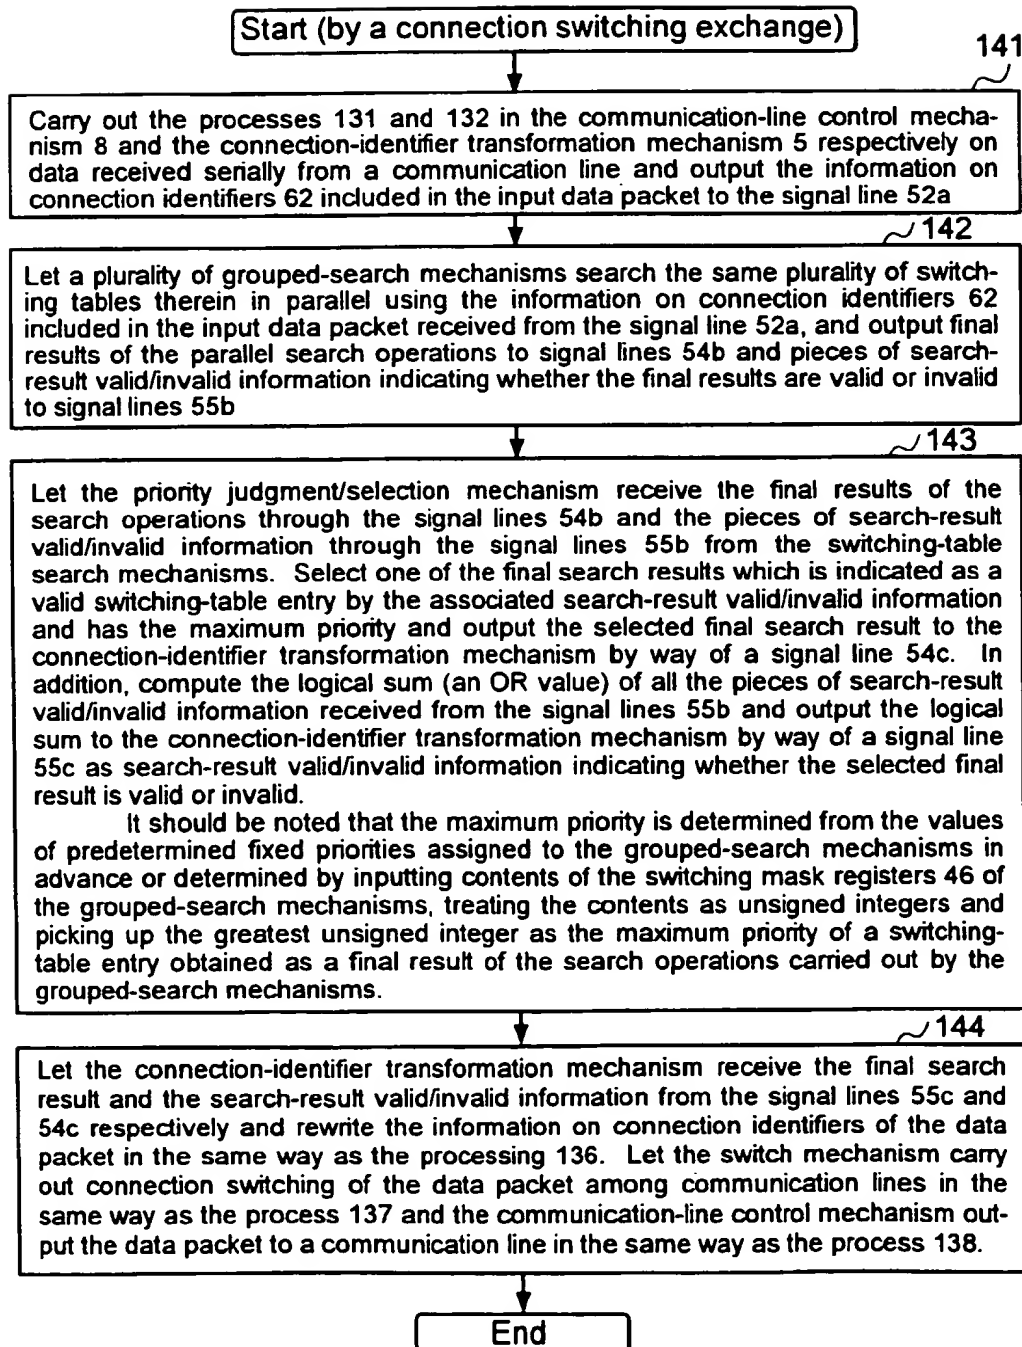 Start (by a connection switching exchange)
141
Carry out the processes 131 and 132 in the communication-line control mecha-
nism 8 and the connection-identifier transformation mechanism 5 respectively on
data received serially from a communication line and output the information on
connection identifiers 62 included in the input data packet to the signal line 52a
142
Let a plurality of grouped-search mechanisms search the same plurality of switch-
ing tables therein in parallel using the information on connection identifiers 62
included in the input data packet received from the signal line 52a, and output final
results of the parallel search operations to signal lines 54b and pieces of search-
result valid/invalid information indicating whether the final results are valid or invalid
to signal lines 55b
143
Let the priority judgment/selection mechanism receive the final results of the
search operations through the signal lines 54b and the pieces of search-result
valid/invalid information through the signal lines 55b from the switching-table
search mechanisms. Select one of the final search results which is indicated as a
valid switching-table entry by the associated search-result valid/invalid information
and has the maximum priority and output the selected final search result to the
connection-identifier transformation mechanism by way of a signal line 54c. In
addition, compute the logical sum (an OR value) of all the pieces of search-result
valid/invalid information received from the signal lines 55b and output the logical
sum to the connection-identifier transformation mechanism by way of a signal line
55c as search-result valid/invalid information indicating whether the selected final
result is valid or invalid.
It should be noted that the maximum priority is determined from the values
of predetermined fixed priorities assigned to the grouped-search mechanisms in
advance or determined by inputting contents of the switching mask registers 46 of
the grouped-search mechanisms, treating the contents as unsigned integers and
picking up the greatest unsigned integer as the maximum priority of a switching-
table entry obtained as a final result of the search operations carried out by the
grouped-search mechanisms.
144
Let the connection-identifier transformation mechanism receive the final search
result and the search-result valid/invalid information from the signal lines 55c and
54c respectively and rewrite the information on connection identifiers of the data
packet in the same way as the processing 136. Let the switch mechanism carry
out connection switching of the data packet among communication lines in the
same way as the process 137 and the communication-line control mechanism out-
put the data packet to a communication line in the same way as the process 138.
End